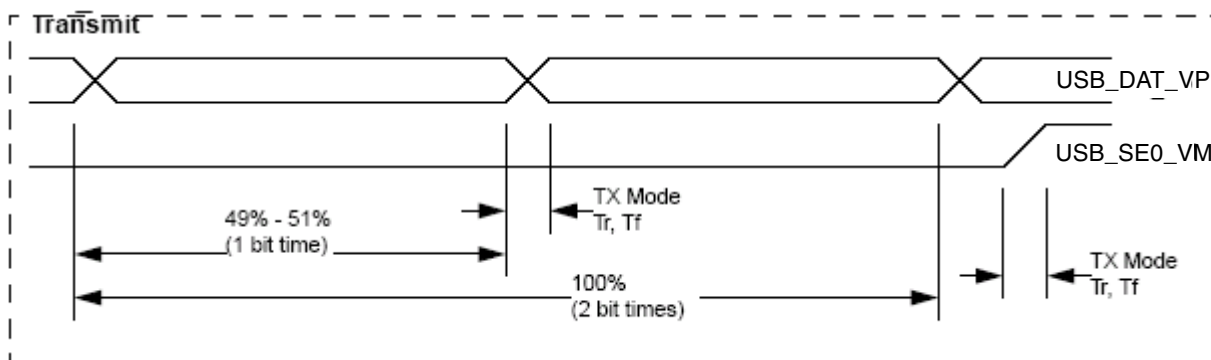 Transmit
USB_DAT_VP
USB_SE0_VM
TX Mode
Tr, Tf
49% - 51%
(1 bit time)
100%
(2 bit times)
TX Mode
Tr, Tf